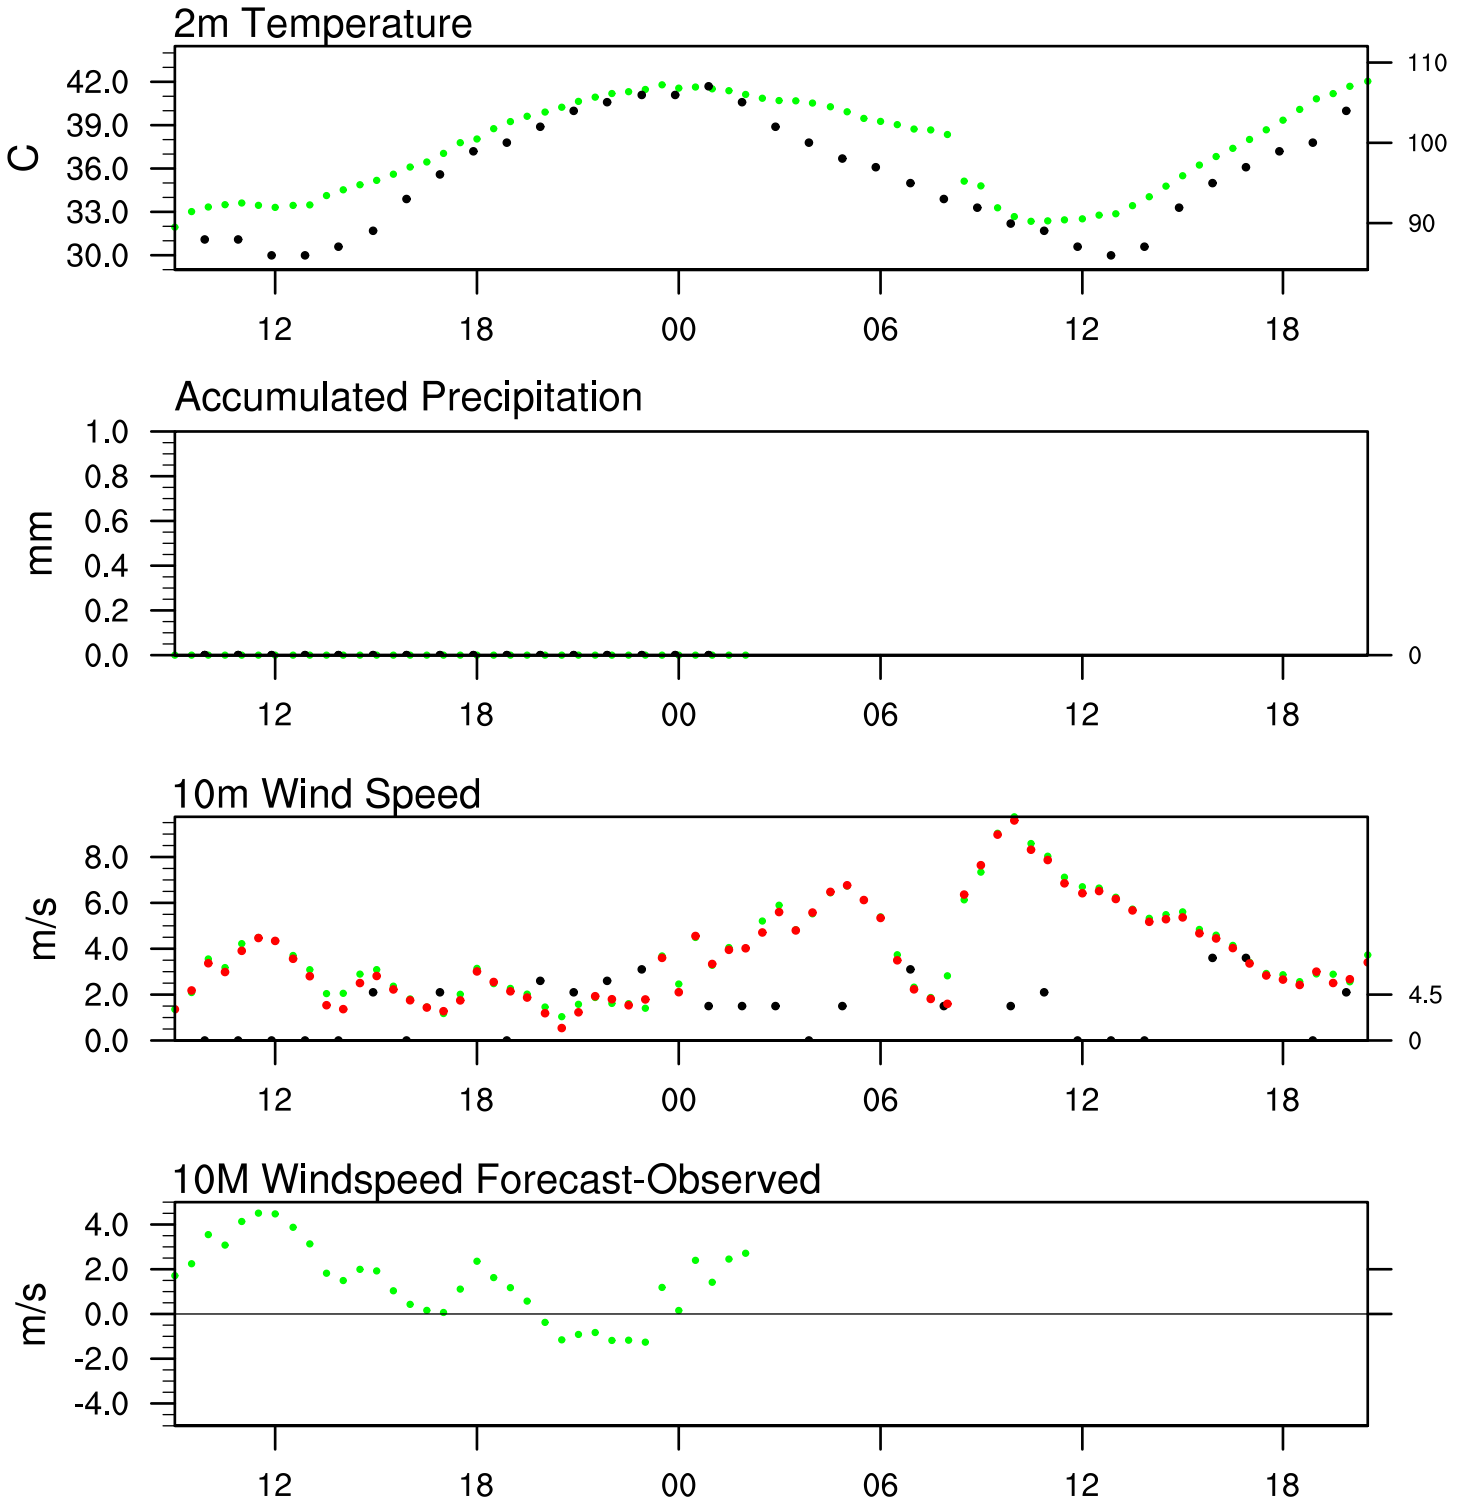 2m Temperature
42.0
39.0
36.0
33.0
30.0
C
110
100
90
12 18 00 06 12 18
Accumulated Precipitation
1.0
0.8
0.6
0.4
0.2
0.0
mm
0
12 18 00 06 12 18
10m Wind Speed
8.0
6.0
4.0
2.0
0.0
m/s
4.5
0
12 18 00 06 12 18
10M Windspeed Forecast-Observed
4.0
2.0
0.0
-2.0
-4.0
m/s
12 18 00 06 12 18